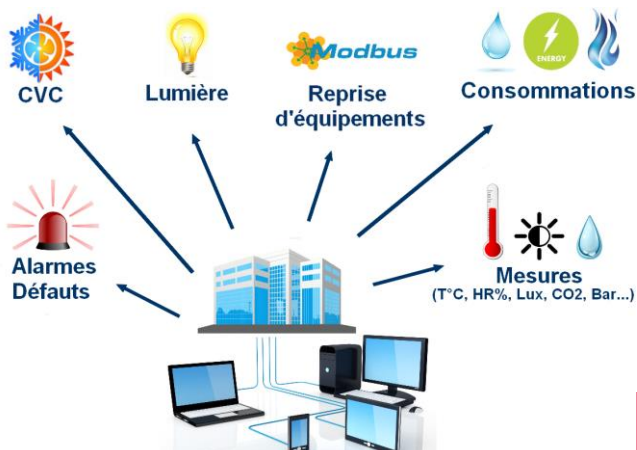 Modbus
ENERGY
CVC
Lumière
Reprise
d'équipements
Consommations
Alarmes
Défauts
Mesures
(T°C, HR%, Lux, CO2, Bar...)